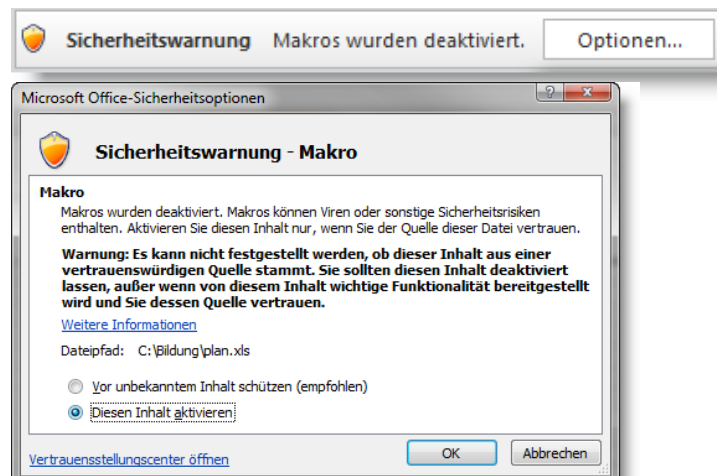 Sicherheitswarnung Makros wurden deaktiviert. Optionen...
Microsoft Office-Sicherheitsoptionen
Sicherheitswarnung - Makro
Makro
Makros wurden deaktiviert. Makros können Viren oder sonstige Sicherheitsrisiken
enthalten. Aktivieren Sie diesen Inhalt nur, wenn Sie der Quelle dieser Datei vertrauen.
Warnung: Es kann nicht festgestellt werden, ob dieser Inhalt aus einer
vertrauenswürdigen Quelle stammt. Sie sollten diesen Inhalt deaktiviert
lassen, außer wenn von diesem Inhalt wichtige Funktionalität bereitgestellt
wird und Sie dessen Quelle vertrauen.
Weitere Informationen
Dateipfad: C:\Bildung\plan.xls
Vor unbekanntem Inhalt schützen (empfohlen)
Diesen Inhalt aktivieren
Vertrauensstellungscenter öffnen OK Abbrechen